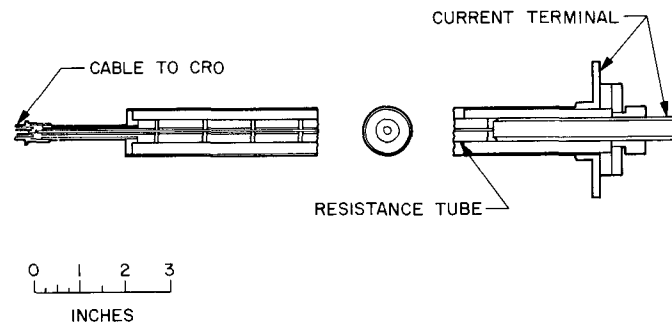 CURRENT TERMINAL
CABLE TO CRO
RESISTANCE TUBE
0 1 2 3
INCHES